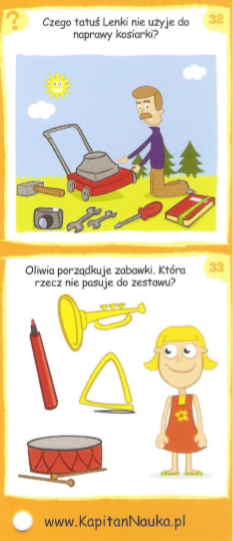 ?
32
Czego tatuś Lenki nie użyje do
naprawy kosiarki?
33
Oliwia porządkuje zabawki. Która
rzecz nie pasuje do zestawu?
www.KapitanNauka.pl